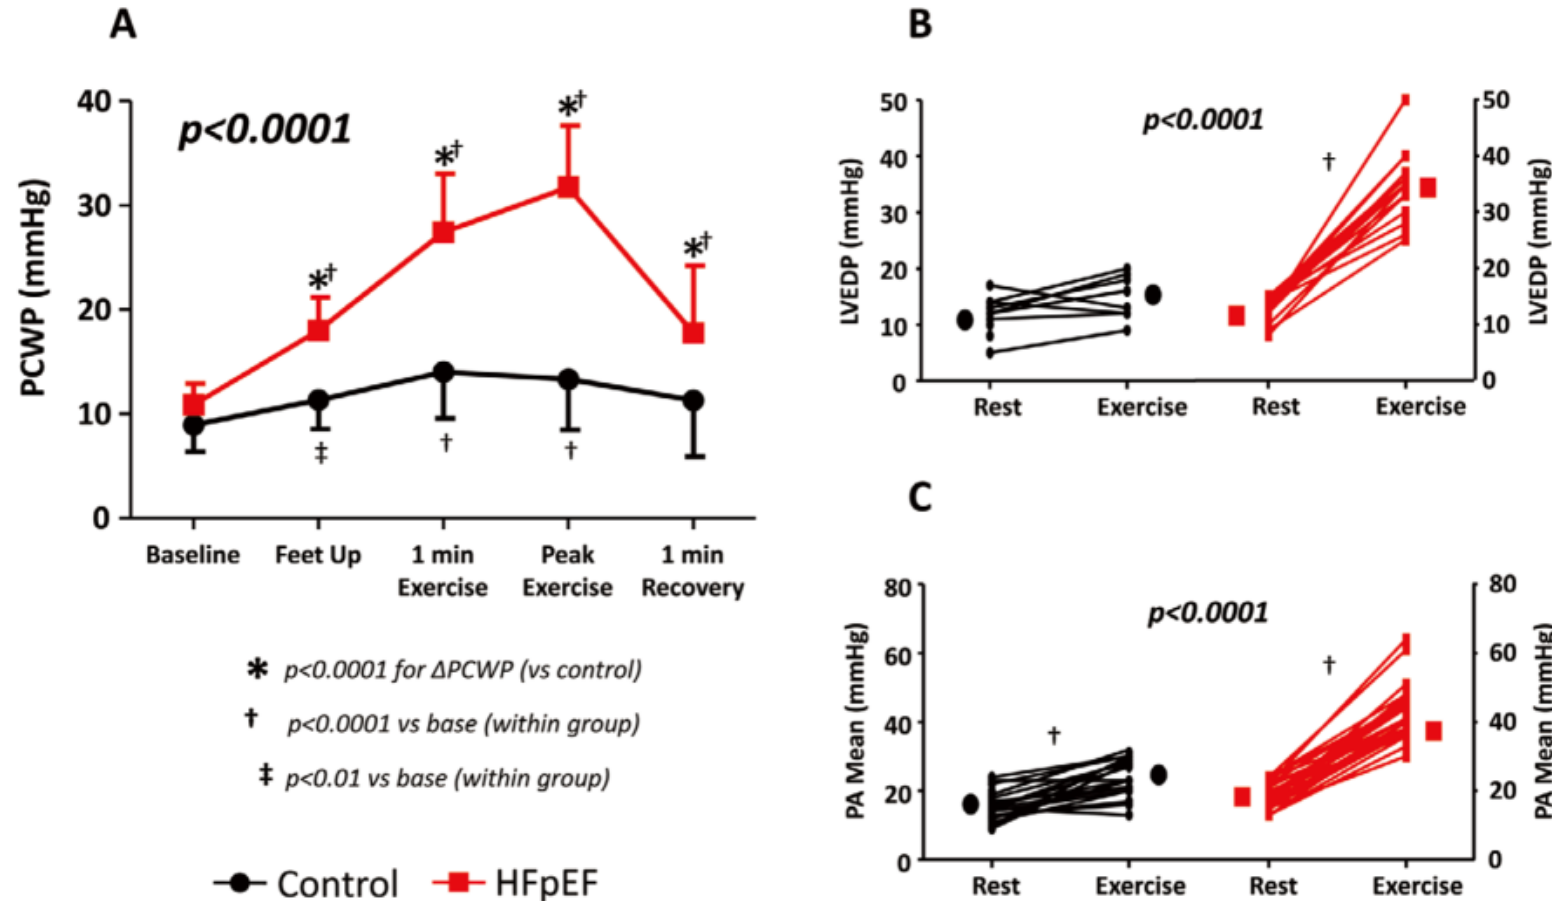 A
p<0.0001
PCWP (mmHg)
40
30
20
10
0
*†
*†
*†
*†
‡
†
†
Baseline
Feet Up
1 min
Exercise
Peak
Exercise
1 min
Recovery
* p<0.0001 for ΔPCWP (vs control)
† p<0.0001 vs base (within group)
‡ p<0.01 vs base (within group)
Control
HFpEF
B
p<0.0001
†
LVEDP (mmHg)
50
40
30
20
10
0
50
40
30
20
10
0
LVEDP (mmHg)
Rest
Exercise
Rest
Exercise
C
p<0.0001
†
†
PA Mean (mmHg)
80
60
40
20
0
80
60
40
20
0
PA Mean (mmHg)
Rest
Exercise
Rest
Exercise